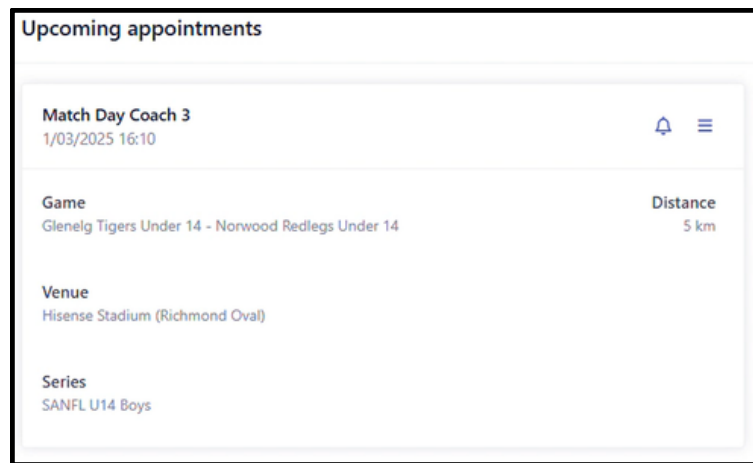 Upcoming appointments
Match Day Coach 3
1/03/2025 16:10
Game
Distance
Glenelg Tigers Under 14 - Norwood Redlegs Under 14
5 km
Venue
Hisense Stadium (Richmond Oval)
Series
SANFL U14 Boys